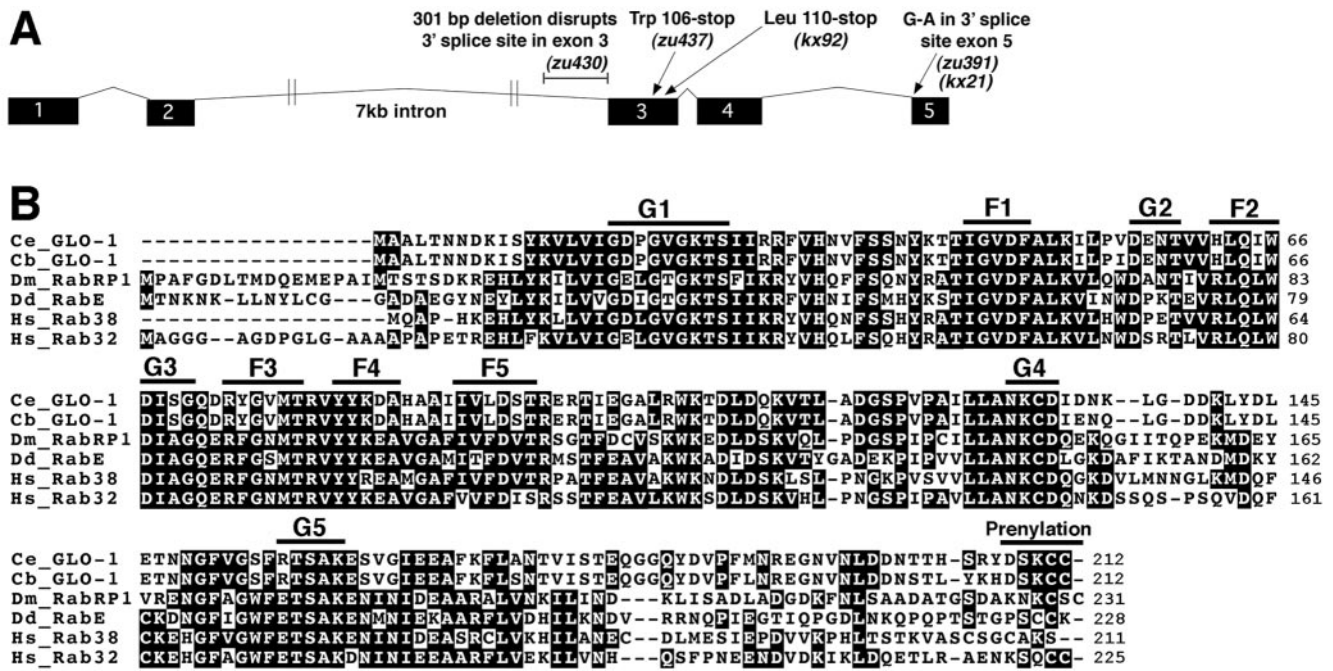 A
301 bp deletion disrupts
3' splice site in exon 3
(zu430)
Trp 106-stop
(zu437)
Leu 110-stop
(kx92)
G-A in 3' splice
site exon 5
(zu391)
(kx21)
1 2 7kb intron 3 4 5
B
G1 F1 G2 F2
Ce_GLO-1 -----------------MAALTNNDKISYKVLVIGDPGVGKTSIIRRFVHNVFSSNYKTTIGVDFALKILPVDENTVVHLQIW 66
Cb_GLO-1 -----------------MAALTNNDKISYKVLVIGDPGVGKTSIIRRFVHNVFSSNYKTTIGVDFALKILPIDENTVVHLQIW 66
Dm_RabRP1 MPAFGDLTMDQEMEPAIMTSTSDKREHLYKILVIGELGTGKTSFIKRYVHQFFSQNYRATIGVDFALKVLQWDANTIVRLQLW 83
Dd_RabE MTNKNK-LLNYLCG---GADAEGYNEYLYKILVVGDIGTGKTSIIKRFVHNIFSMHYKSTIGVDFALKVINWDPKTEVRLQLW 79
Hs_Rab38 ------------------MQAP-HKEHLYKLLVIGDLGVGKTSIIKRYVHQNFSSHYRATIGVDFALKVLHWDPETVVRLQLW 64
Hs_Rab32 MAGGG--AGDPGLG-AAAAPAPETREHLFKVLVIGELGVGKTSIIKRYVHQLFSQHYRATIGVDFALKVLNWDSRTLVRLQLW 80
G3 F3 F4 F5 G4
Ce_GLO-1 DISGQDRYGVMTRVYYKDAHAAIIVLDSTRERTIEGALRWKTDLDQKVTL-ADGSPVPAILLANKCDIDNK--LG-DDKLYDL 145
Cb_GLO-1 DISGQDRYGVMTRVYYKDAHAAIIVLDSTRERTIEGALRWKTDLDQKVTL-ADGSPVPAILLANKCDIENQ--LG-DDKLYDL 145
Dm_RabRP1 DIAGQERFGNMTRVYYKEAVGAFIVFDVTRSGTFDCVSKWKEDLDSKVQL-PDGSPIPCILLANKCDQEKQGIITQPEKMDEY 165
Dd_RabE DIAGQERFGSMTRVYYKEAVGAMITFDVTRMSTFEAVAKWKADIDSKVTYGADEKPIPVVLLANKCDLGKDAFIKTANDMDKY 162
Hs_Rab38 DIAGQERFGNMTRVYYREAMGAFIVFDVTRPATFEAVAKWKNDLDSKLSL-PNGKPVSVVLLANKCDQGKDVLMNNGLKMDQF 146
Hs_Rab32 DIAGQERFGNMTRVYYKEAVGAFVVFDISRSSTFEAVLKWKSDLDSKVHL-PNGSPIPAVLLANKCDQNKDSSQS-PSQVDQF 161
G5 Prenylation
Ce_GLO-1 ETNNGFVGSFRTSAKESVGIEEAFKFLANTVISTEQGGQYDVPFMNREGNVNLDDNTTH-SRYDSKCC- 212
Cb_GLO-1 ETNNGFVGSFRTSAKESVGIEEAFKFLSNTVISTEQGGQYDVPFLNREGNVNLDDNSTL-YKHDSKCC- 212
Dm_RabRP1 VRENGFAGWFETSAKENINIDEAARALVNKILIND---KLISADLADGDKFNLSAADATGSDAKNKCSC 231
Dd_RabE CKDNGFIGWFETSAKENMNIEKAARFLVDHILKNDV--RRNQPIEGTIQPGDLNKQPQPTSTGPSCCK- 228
Hs_Rab38 CKEHGFVGWFETSAKENINIDEASRCLVKHILANEC--DLMESIEPDVVKPHLTSTKVASCSGCAKS-- 211
Hs_Rab32 CKEHGFAGWFETSAKDNINIEEAARFLVEKILVNH---QSFPNEENDVDKIKLDQETLR-AENKSQCC- 225